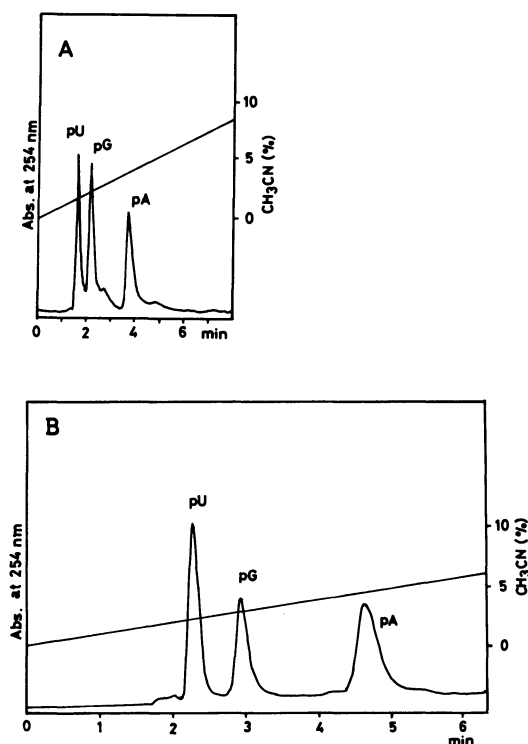 A
pU
pG
pA
Abs. at 254 nm
10
5
0
CH3CN (%)
0 2 4 6 min
B
pU
pG
pA
Abs. at 254 nm
10
5
0
CH3CN (%)
0 1 2 3 4 5 6
min